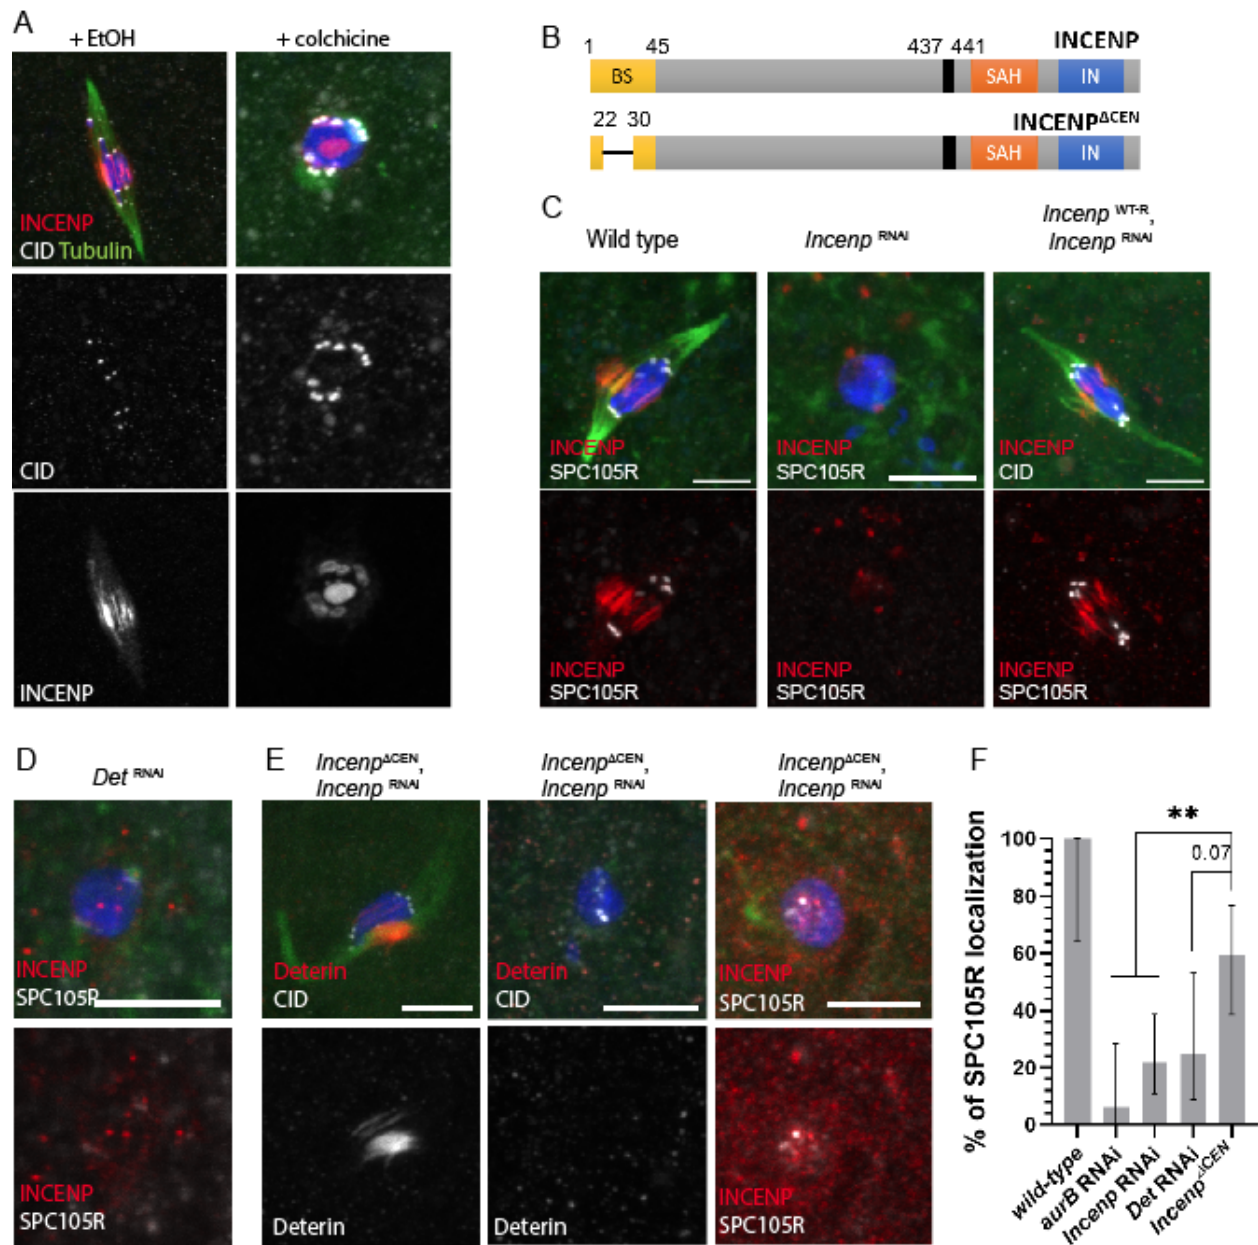 A
+ EtOH
+ colchicine
INCENP
CID Tubulin
CID
INCENP
B
1 45 437 441 INCENP
BS SAH IN
22 30 INCENPΔCEN
SAH IN
C
Wild type
Incenp RNAi
Incenp WT-R,
Incenp RNAi
INCENP
SPC105R
INCENP
SPC105R
INCENP
CID
INCENP
SPC105R
INCENP
SPC105R
INCENP
SPC105R
D
Det RNAi
INCENP
SPC105R
INCENP
SPC105R
E
IncenpΔCEN,
Incenp RNAi
IncenpΔCEN,
Incenp RNAi
IncenpΔCEN,
Incenp RNAi
Deterin
CID
Deterin
CID
INCENP
SPC105R
Deterin
Deterin
INCENP
SPC105R
F
% of SPC105R localization
**
0.07
100
80
60
40
20
0
wild-type
aurB RNAi
Incenp RNAi
Det RNAi
IncenpΔCEN